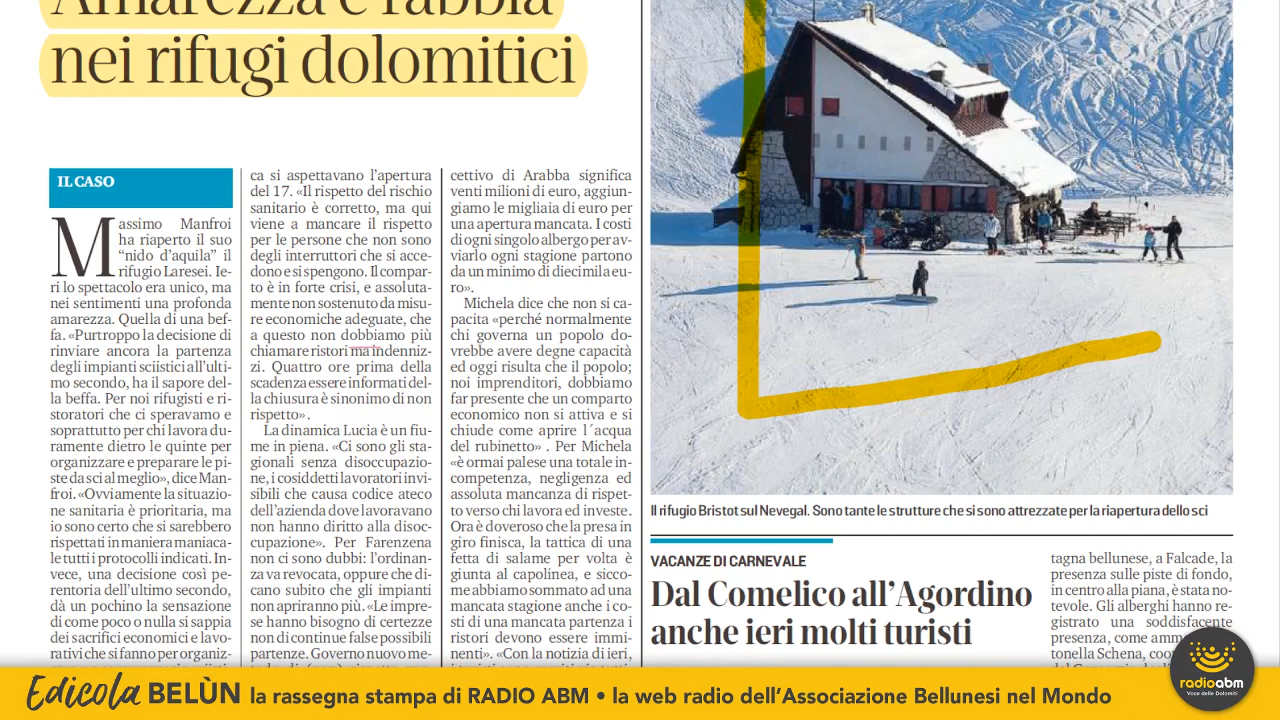 Amarezza e rabbia
nei rifugi dolomitici
IL CASO
Massimo Manfroi
ha riaperto il suo
“nido d’aquila” il
rifugio Laresei. Ie-
ri lo spettacolo era unico, ma
nei sentimenti una profonda
amarezza. Quella di una bef-
fa. «Purtroppo la decisione di
rinviare ancora la partenza
degli impianti sciistici all’ulti-
mo secondo, ha il sapore del-
la beffa. Per noi rifugisti e ri-
storatori che ci speravamo e
soprattutto per chi lavora du-
ramente dietro le quinte per
organizzare e preparare le pi-
ste da sci al meglio», dice Man-
froi. «Ovviamente la situazio-
ne sanitaria è prioritaria, ma
io sono certo che si sarebbero
rispettati in maniera maniaca-
le tutti i protocolli indicati. In-
vece, una decisione così pe-
rentoria dell’ultimo secondo,
dà un pochino la sensazione
di come poco o nulla si sappia
dei sacrifici economici e lavo-
rativi che si fanno per organiz-
ca si aspettavano l’apertura
del 17. «Il rispetto del rischio
sanitario è corretto, ma qui
viene a mancare il rispetto
per le persone che non sono
degli interruttori che si acce-
dono e si spengono. Il compar-
to è in forte crisi, e assoluta-
mente non sostenuto da misu-
re economiche adeguate, che
a questo non dobbiamo più
chiamare ristori ma indenniz-
zi. Quattro ore prima della
scadenza essere informati del-
la chiusura è sinonimo di non
rispetto».
La dinamica Lucia è un fiu-
me in piena. «Ci sono gli sta-
gionali senza disoccupazio-
ne, i cosiddetti lavoratori invi-
sibili che causa codice ateco
dell’azienda dove lavoravano
non hanno diritto alla disoc-
cupazione». Per Farenzena
non ci sono dubbi: l’ordinan-
za va revocata, oppure che di-
cano subito che gli impianti
non apriranno più. «Le impre-
se hanno bisogno di certezze
non di continue false possibili
partenze. Governo nuovo me-
cettivo di Arabba significa
venti milioni di euro, aggiun-
giamo le migliaia di euro per
una apertura mancata. I costi
di ogni singolo albergo per av-
viarlo ogni stagione partono
da un minimo di diecimila eu-
ro».
Michela dice che non si ca-
pacita «perché normalmente
chi governa un popolo do-
vrebbe avere degne capacità
ed oggi risulta che il popolo;
noi imprenditori, dobbiamo
far presente che un comparto
economico non si attiva e si
chiude come aprire l´acqua
del rubinetto» . Per Michela
«è ormai palese una totale in-
competenza, negligenza ed
assoluta mancanza di rispet-
to verso chi lavora ed investe.
Ora è doveroso che la presa in
giro finisca, la tattica di una
fetta di salame per volta è
giunta al capolinea, e sicco-
me abbiamo sommato ad una
mancata stagione anche i co-
sti di una mancata partenza i
ristori devono essere immi-
nenti». «Con la notizia di ieri,
Il rifugio Bristot sul Nevegal. Sono tante le strutture che si sono attrezzate per la riapertura dello sci
VACANZE DI CARNEVALE
Dal Comelico all’Agordino
anche ieri molti turisti
tagna bellunese, a Falcade, la
presenza sulle piste di fondo,
in centro alla piana, è stata no-
tevole. Gli alberghi hanno re-
gistrato una soddisfacente
presenza, come
tonella Schena,
Edicola BELÙN la rassegna stampa di RADIO ABM • la web radio dell’Associazione Bellunesi nel Mondo
radioabm
Voce delle Dolomiti